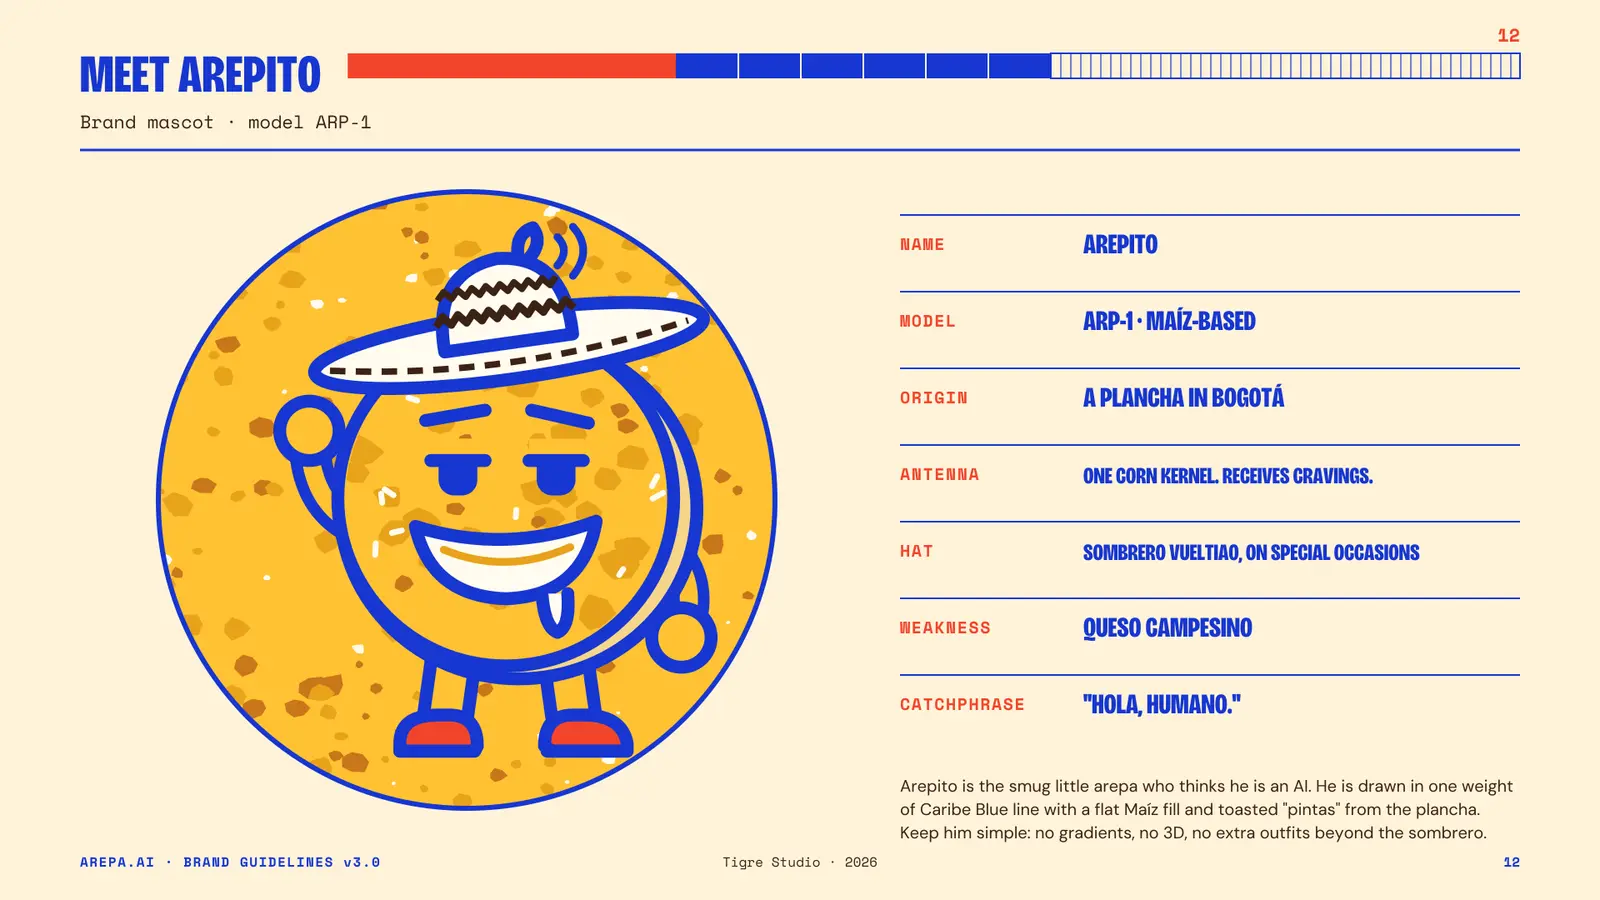 12
MEET AREPITO
Brand mascot · model ARP-1
NAME AREPITO
MODEL ARP-1 · MAÍZ-BASED
ORIGIN A PLANCHA IN BOGOTÁ
ANTENNA ONE CORN KERNEL. RECEIVES CRAVINGS.
HAT SOMBRERO VUELTIAO, ON SPECIAL OCCASIONS
WEAKNESS QUESO CAMPESINO
CATCHPHRASE "HOLA, HUMANO."
Arepito is the smug little arepa who thinks he is an AI. He is drawn in one weight
of Caribe Blue line with a flat Maíz fill and toasted "pintas" from the plancha.
Keep him simple: no gradients, no 3D, no extra outfits beyond the sombrero.
AREPA.AI · BRAND GUIDELINES v3.0
Tigre Studio · 2026
12